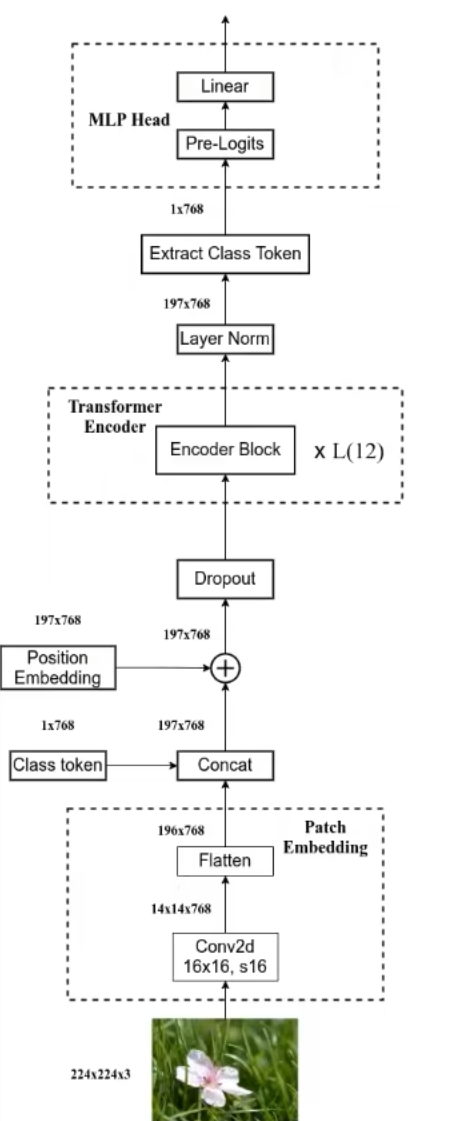 Linear
MLP Head
Pre-Logits
1x768
Extract Class Token
197x768
Layer Norm
Transformer
Encoder
Encoder Block
x L(12)
Dropout
197x768
197x768
Position
Embedding
+
1x768
197x768
Class token
Concat
196x768
Patch
Embedding
Flatten
14x14x768
Conv2d
16x16, s16
224x224x3